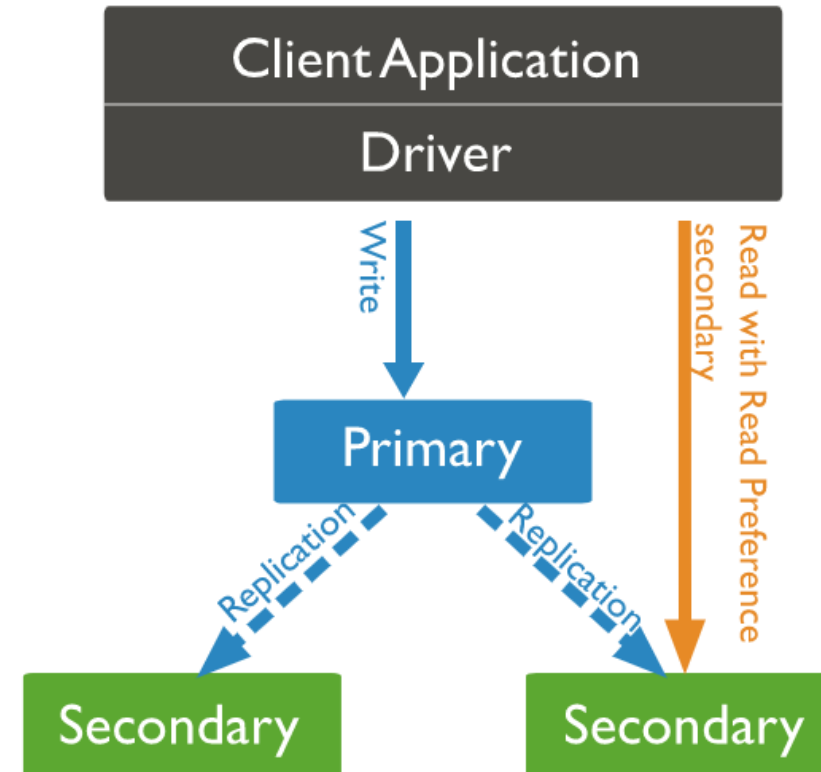 Client Application
Driver
Write
Read with Read Preference
secondary
Primary
Replication
Replication
Secondary
Secondary